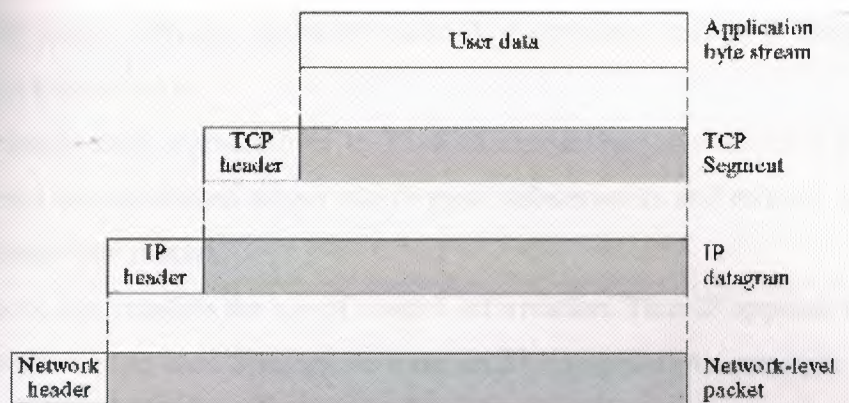 User data
Application
byte stream
TCP
header
TCP
Segment
IP
header
IP
datagram
Network
header
Network-level
packet